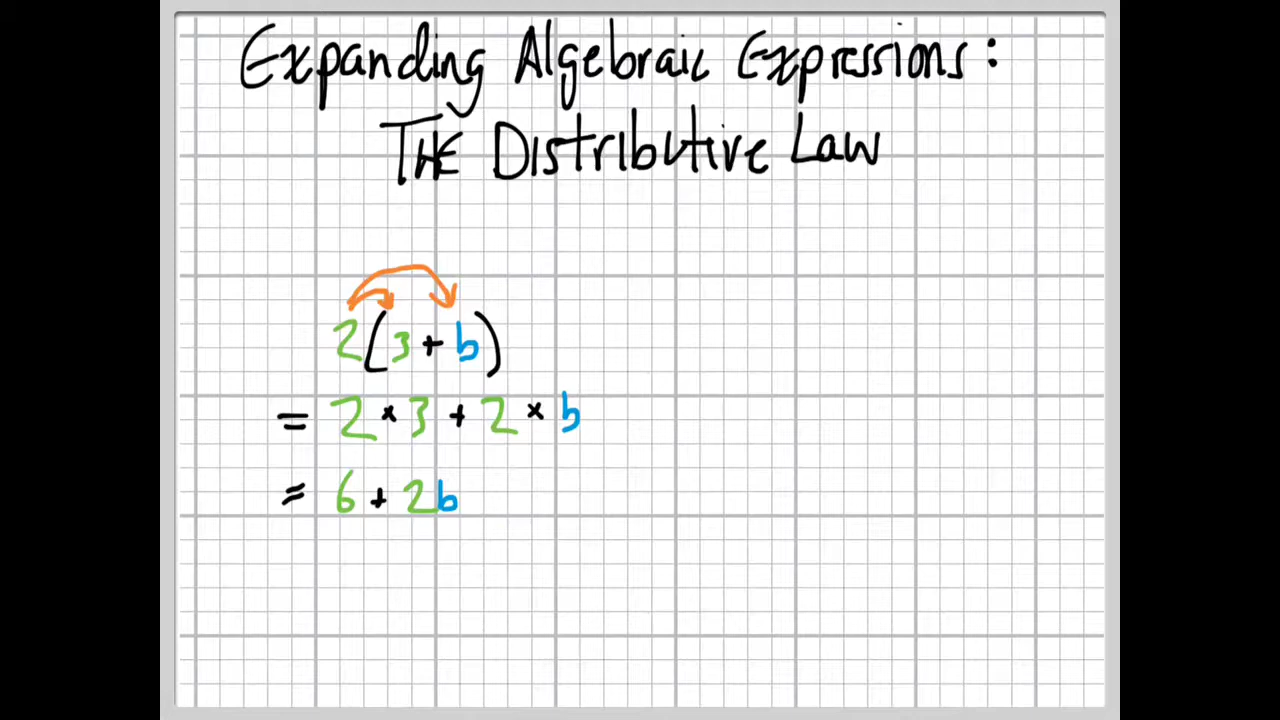 Expanding Algebraic Expressions:
THE Distributive Law
2(3 + b)
= 2 × 3 + 2 × b
= 6 + 2b